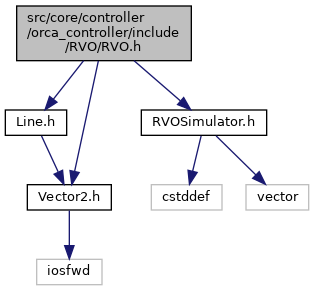 src/core/controller
/orca_controller/include
/RVO/RVO.h
Line.h
RVOSimulator.h
Vector2.h
cstddef
vector
iosfwd